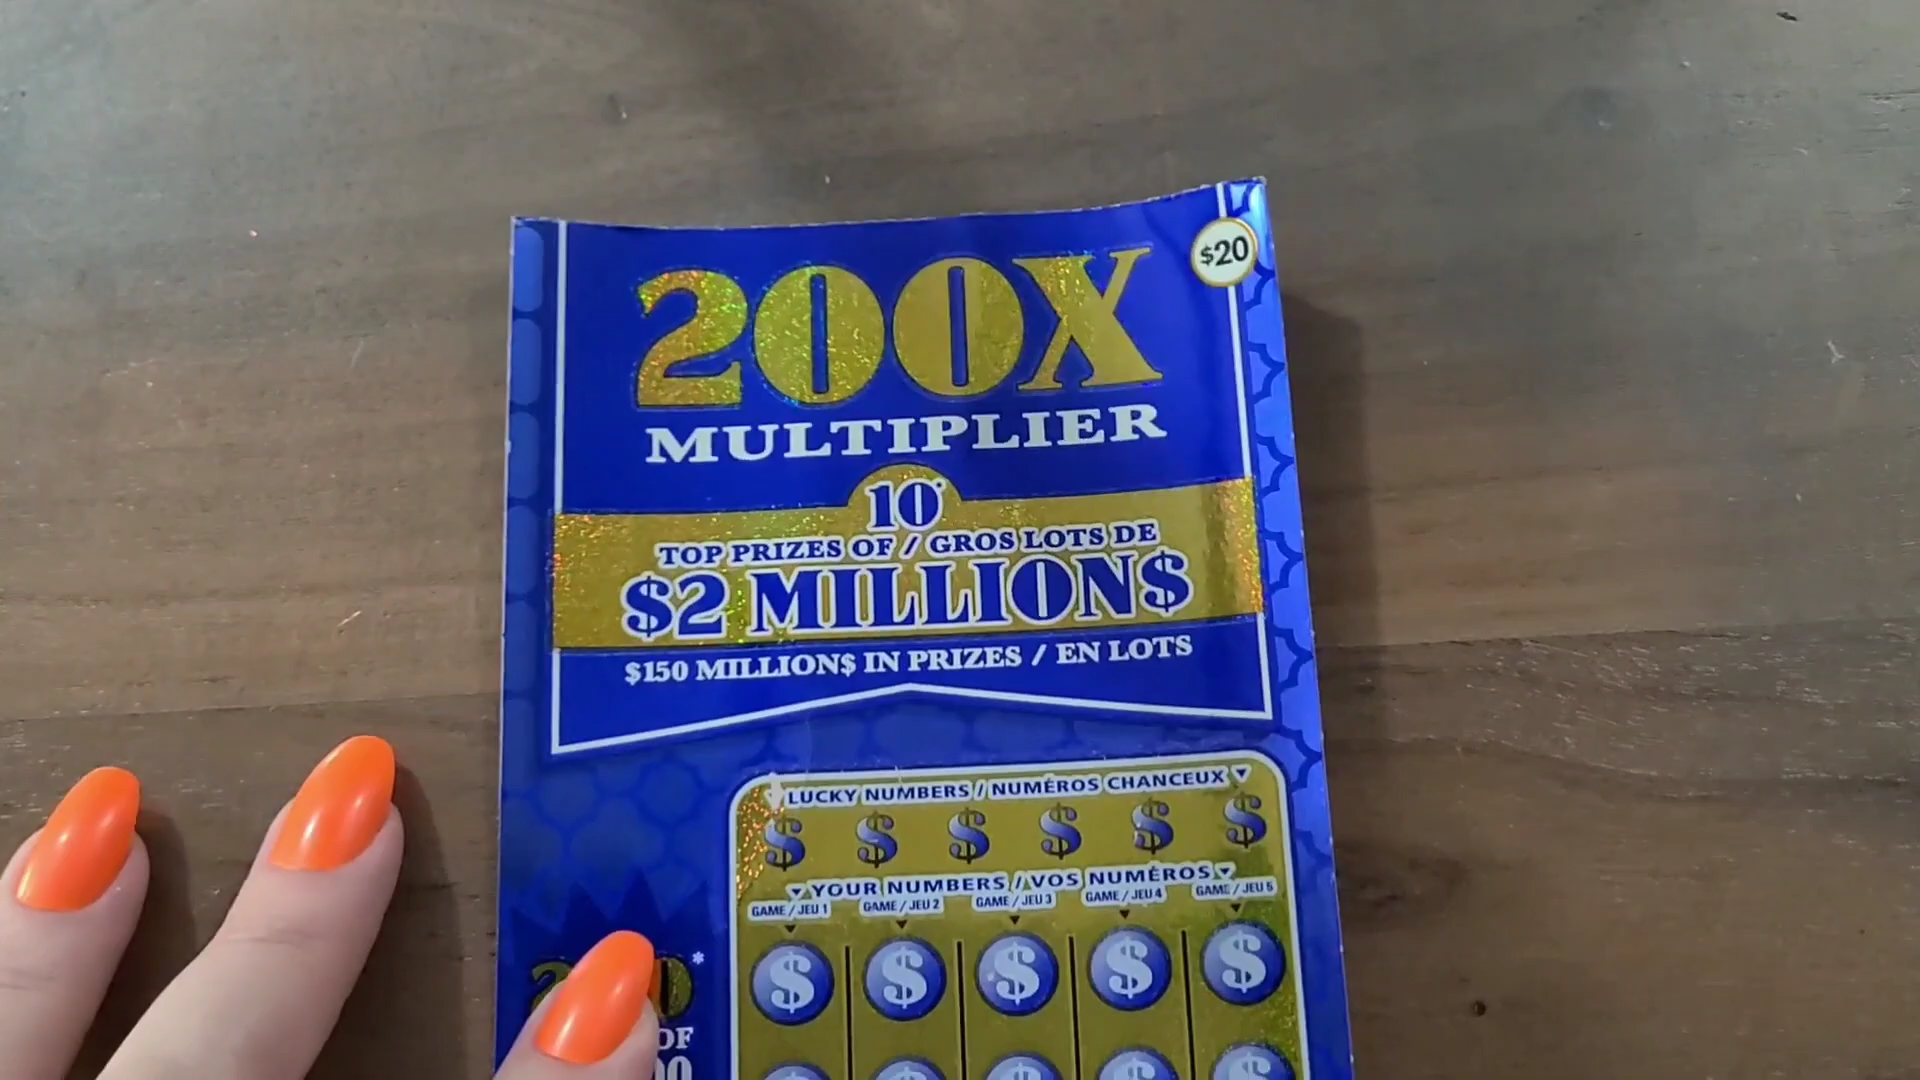 $20
200X
MULTIPLIER
10*
TOP PRIZES OF / GROS LOTS DE
$2 MILLION$
$150 MILLION$ IN PRIZES / EN LOTS
LUCKY NUMBERS / NUMÉROS CHANCEUX
$ $ $ $ $ $
YOUR NUMBERS / VOS NUMÉROS
GAME / JEU 1 GAME / JEU 2 GAME / JEU 3 GAME / JEU 4 GAME / JEU 5
$ $ $ $ $
OF